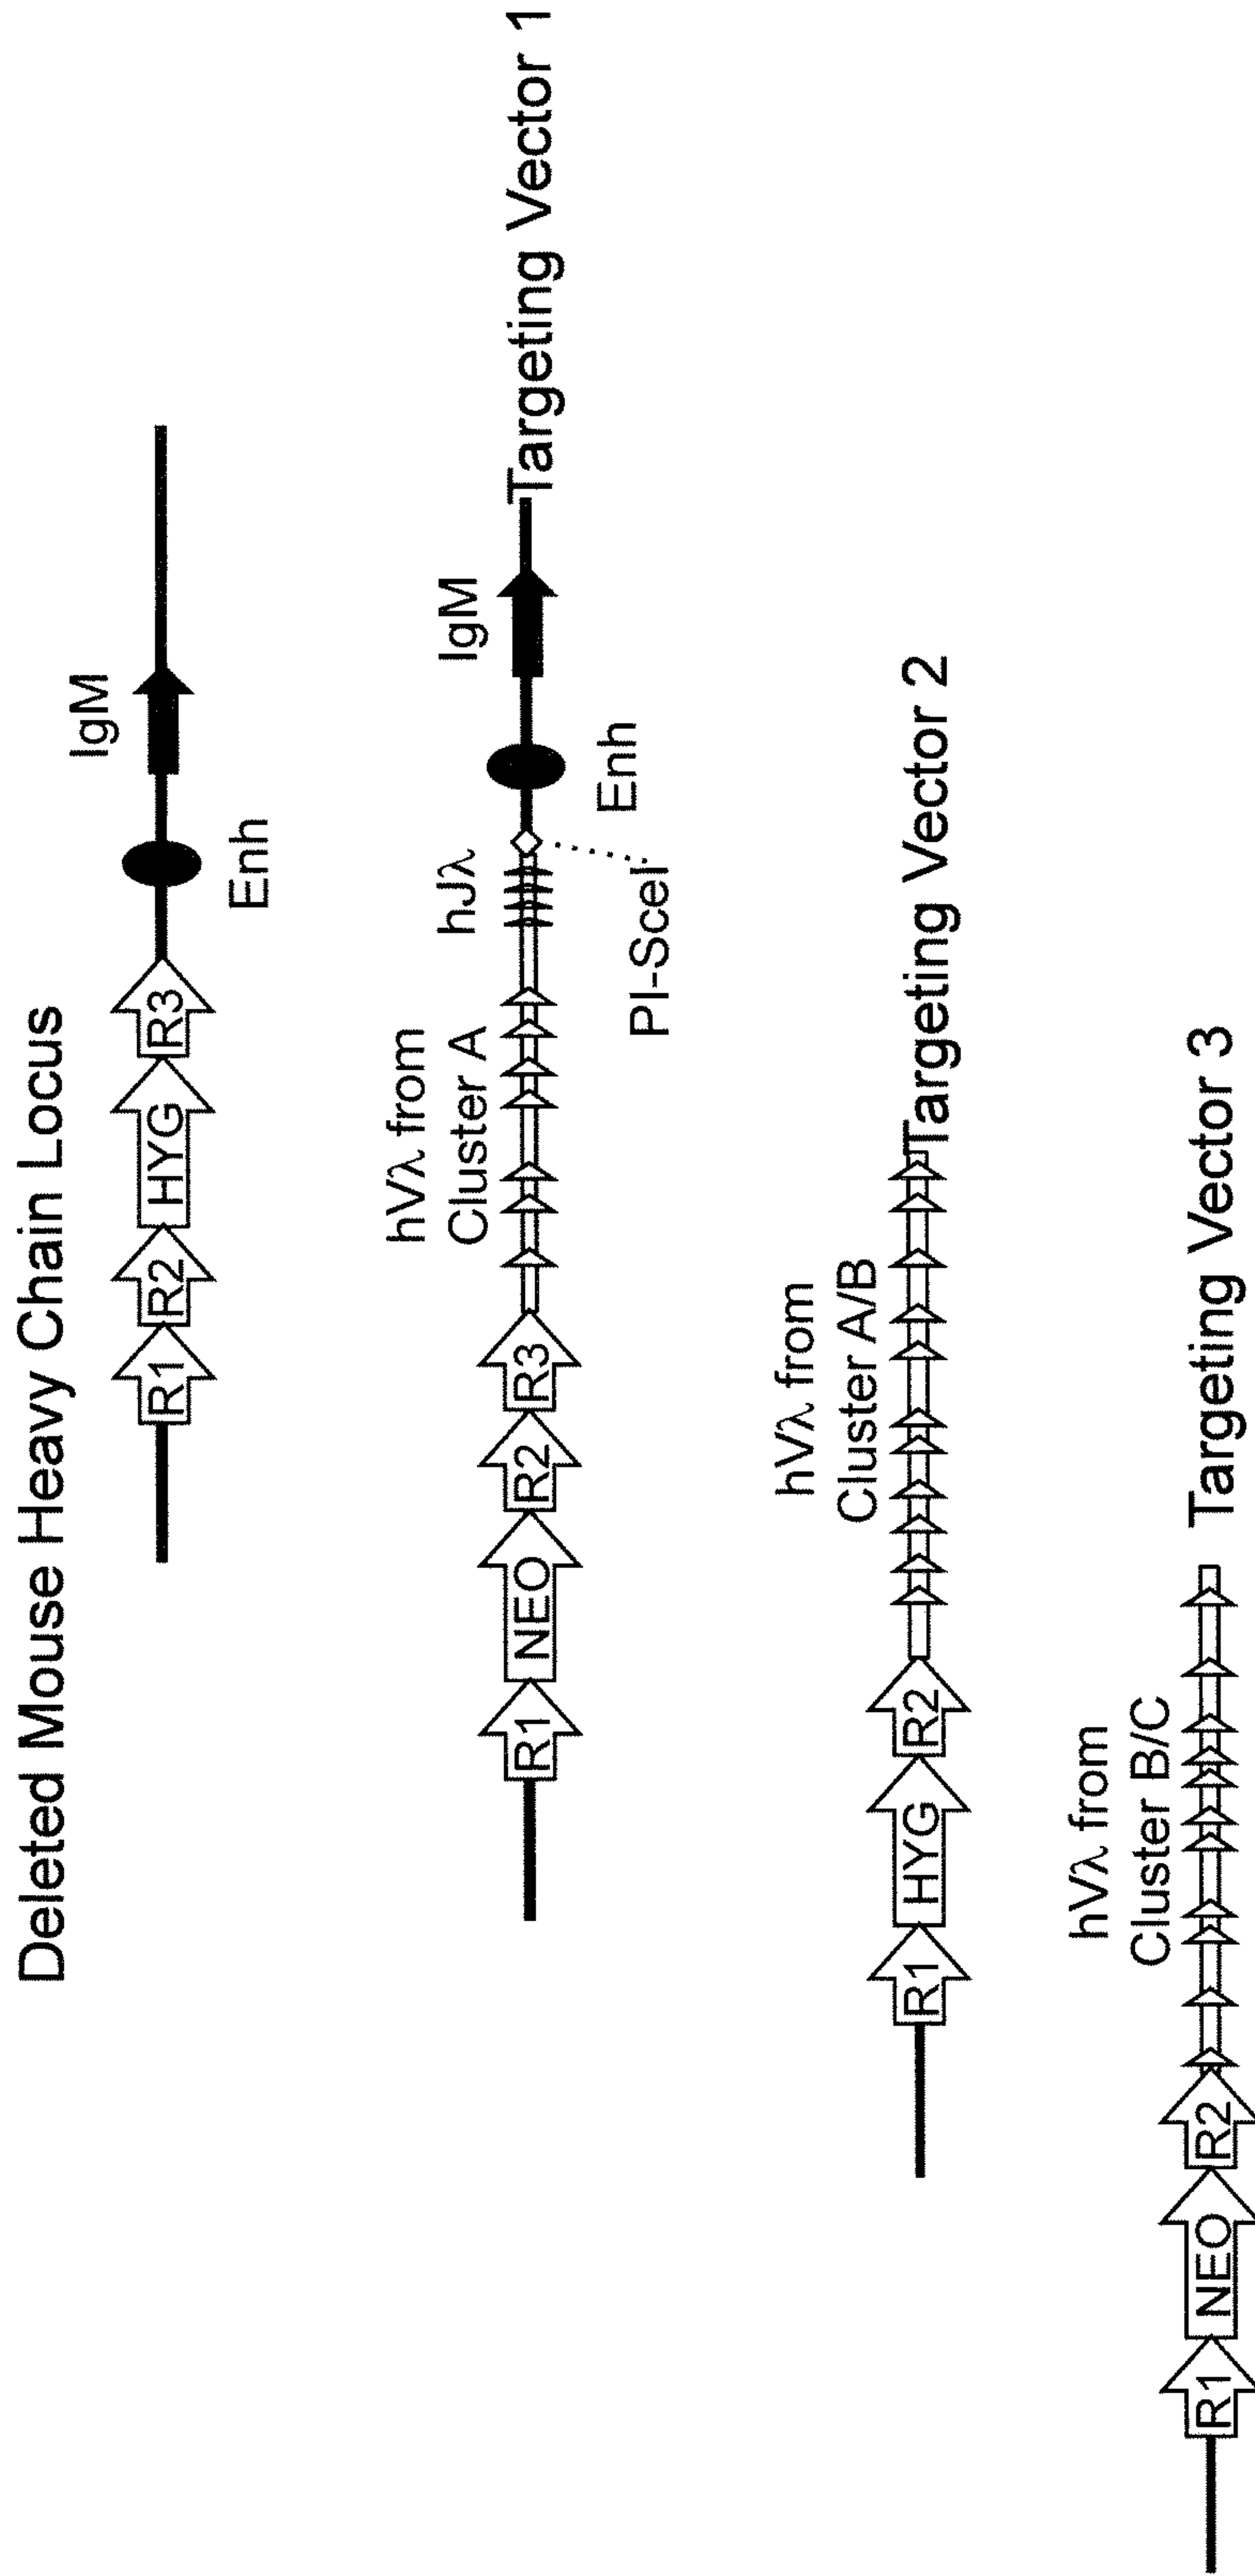 Deleted Mouse Heavy Chain Locus
R1
R2
HYG
R3
Enh
IgM
R1
NEO
R2
R3
hVλ from
Cluster A
hJλ
PI-SceI
Enh
IgM
Targeting Vector 1
R1
HYG
R2
hVλ from
Cluster A/B
Targeting Vector 2
R1
NEO
R2
hVλ from
Cluster B/C
Targeting Vector 3